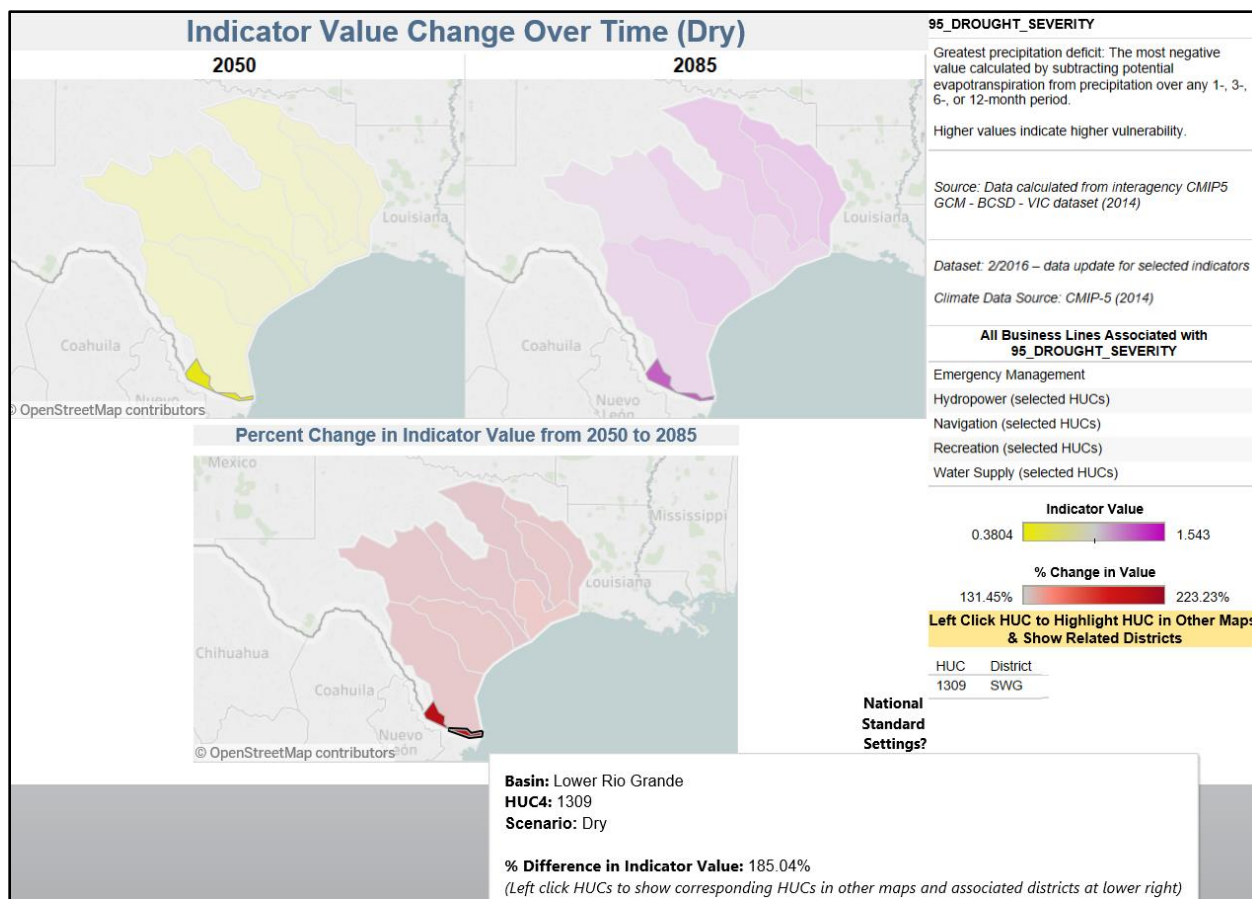 Indicator Value Change Over Time (Dry)
2050
2085
Louisiana
Coahuila
Nuevo
© OpenStreetMap contributors
Louisiana
Coahuila
Nuevo
León
Percent Change in Indicator Value from 2050 to 2085
Mexico
Mississippi
Louisiana
Chihuahua
Coahuila
Nuevo
León
© OpenStreetMap contributors
95_DROUGHT_SEVERITY
Greatest precipitation deficit: The most negative
value calculated by subtracting potential
evapotranspiration from precipitation over any 1-, 3-,
6-, or 12-month period.
Higher values indicate higher vulnerability.
Source: Data calculated from interagency CMIP5
GCM - BCSD - VIC dataset (2014)
Dataset: 2/2016 – data update for selected indicators
Climate Data Source: CMIP-5 (2014)
All Business Lines Associated with
95_DROUGHT_SEVERITY
Emergency Management
Hydropower (selected HUCs)
Navigation (selected HUCs)
Recreation (selected HUCs)
Water Supply (selected HUCs)
Indicator Value
0.3804 1.543
% Change in Value
131.45% 223.23%
Left Click HUC to Highlight HUC in Other Maps
& Show Related Districts
HUC District
1309 SWG
National
Standard
Settings?
Basin: Lower Rio Grande
HUC4: 1309
Scenario: Dry
% Difference in Indicator Value: 185.04%
(Left click HUCs to show corresponding HUCs in other maps and associated districts at lower right)